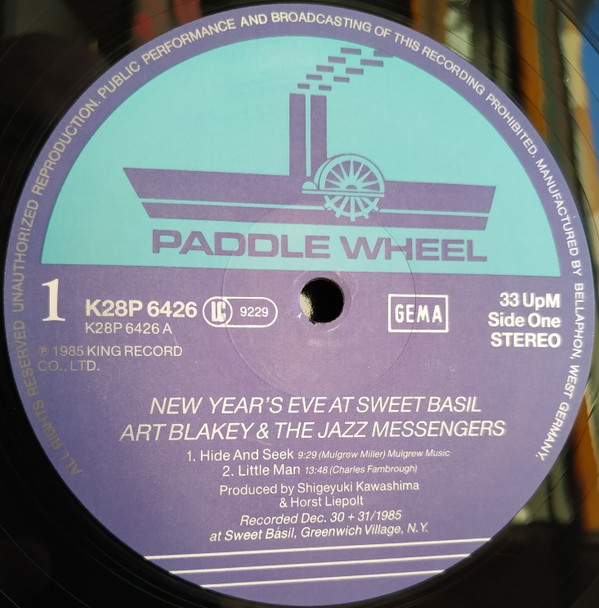 ALL RIGHTS RESERVED UNAUTHORIZED REPRODUCTION. PUBLIC PERFORMANCE AND BROADCASTING OF THIS RECORDING PROHIBITED. MANUFACTURED BY BELLAPHON, WEST GERMANY.
PADDLE WHEEL
1 K28P 6426 LC 9229 GEMA 33 UpM
K28P 6426 A Side One
℗ 1985 KING RECORD STEREO
CO., LTD.
NEW YEAR'S EVE AT SWEET BASIL
ART BLAKEY & THE JAZZ MESSENGERS
1. Hide And Seek 9:29 (Mulgrew Miller) Mulgrew Music
2. Little Man 13:48 (Charles Fambrough)
Produced by Shigeyuki Kawashima
& Horst Liepolt
Recorded Dec. 30 + 31/1985
at Sweet Basil, Greenwich Village, N.Y.